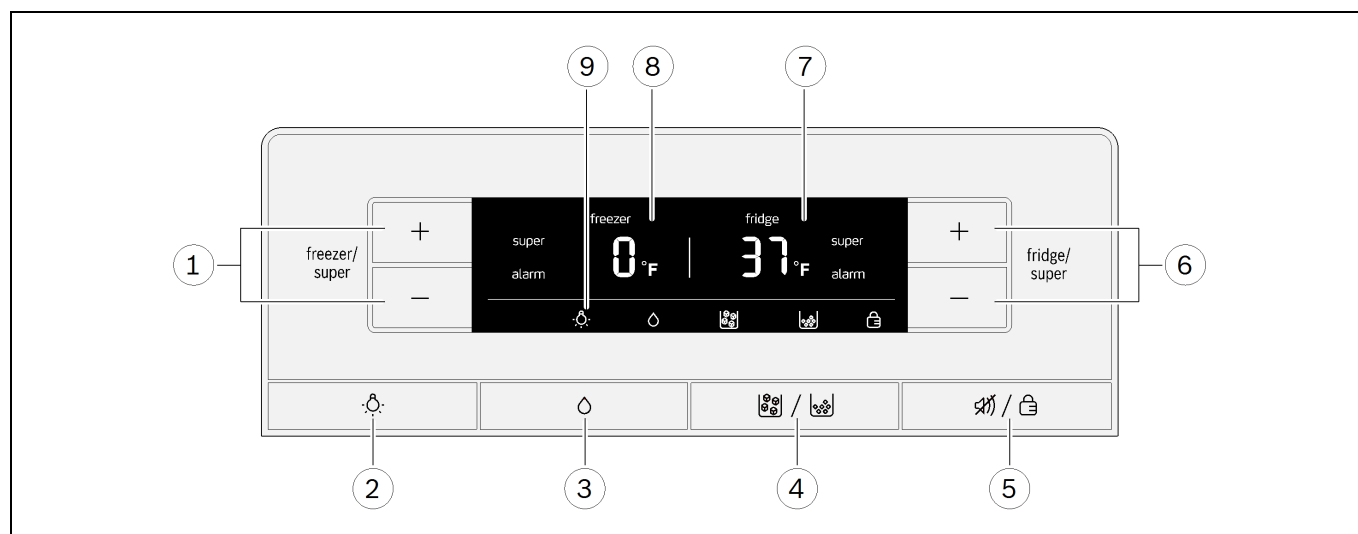 9 8 7
freezer fridge
+ super 0°F 37°F super +
1 freezer/ super fridge/ super 6
− alarm alarm −
/ /
2 3 4 5